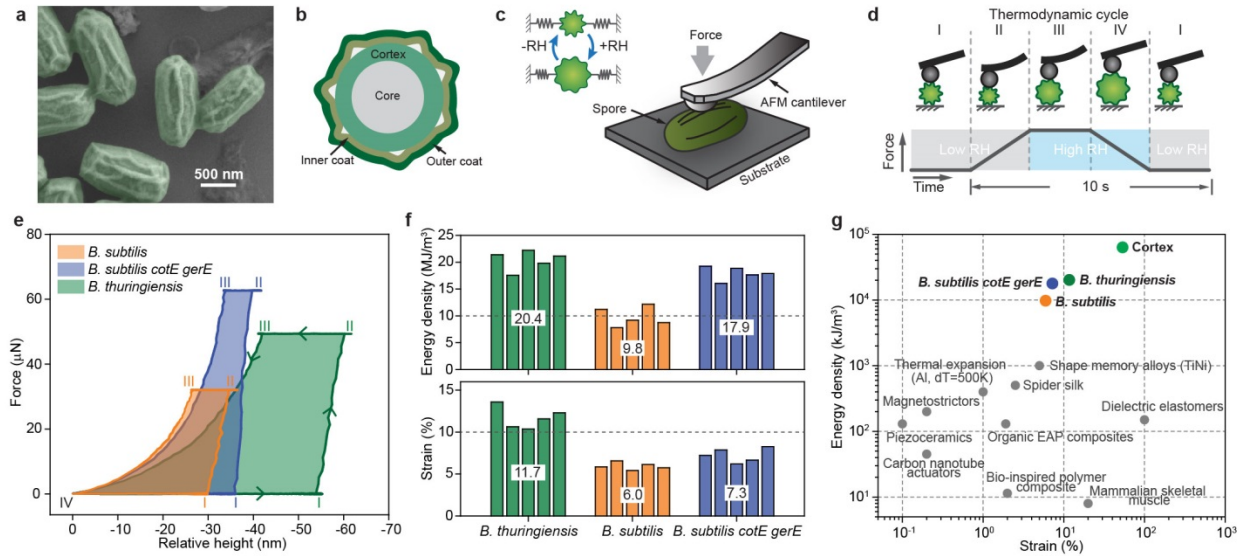 a
500 nm
b
Cortex
Core
Inner coat
Outer coat
c
-RH
+RH
Force
Spore
AFM cantilever
Substrate
d
Thermodynamic cycle
I II III IV I
Force
Low RH
High RH
Low RH
Time
10 s
e
B. subtilis
B. subtilis cotE gerE
B. thuringiensis
Force (μN)
80
60
40
20
0
III II
III II
III II
IV
I I I
0 -10 -20 -30 -40 -50 -60 -70
Relative height (nm)
f
Energy density (MJ/m³)
25
20
15
10
5
0
20.4
9.8
17.9
Strain (%)
15
10
5
0
11.7
6.0
7.3
B. thuringiensis
B. subtilis
B. subtilis cotE gerE
g
Energy density (kJ/m³)
10⁵
10⁴
10³
10²
10¹
Cortex
B. subtilis cotE gerE
B. thuringiensis
B. subtilis
Thermal expansion
(Al, dT=500K)
Shape memory alloys (TiNi)
Spider silk
Magnetostrictors
Dielectric elastomers
Piezoceramics
Organic EAP composites
Carbon nanotube
actuators
Bio-inspired polymer
composite
Mammalian skeletal
muscle
10⁻¹ 10⁰ 10¹ 10² 10³
Strain (%)